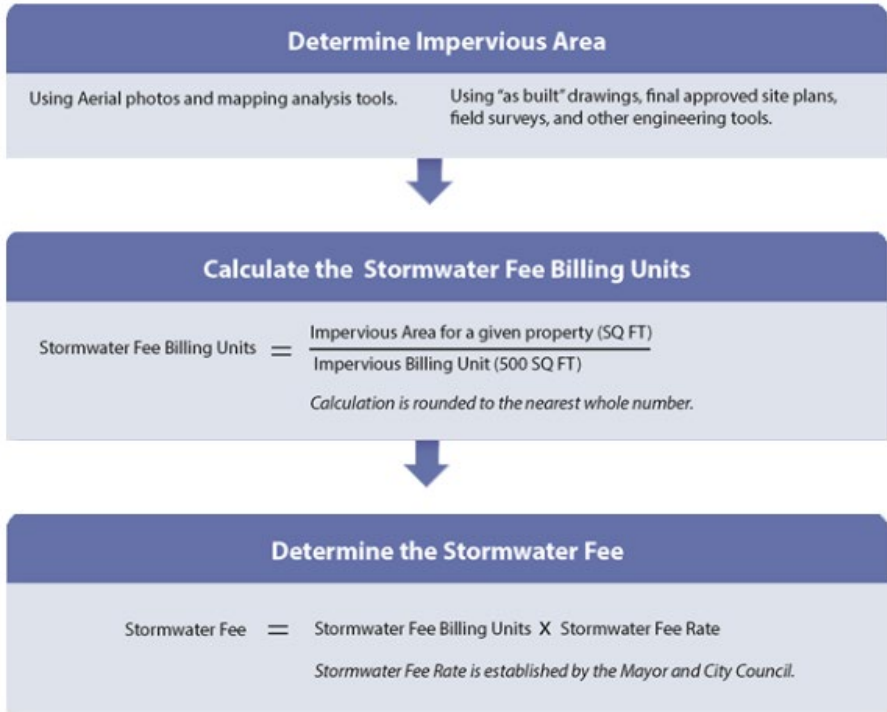 Determine Impervious Area
Using Aerial photos and mapping analysis tools.
Using “as built” drawings, final approved site plans,
field surveys, and other engineering tools.
Calculate the Stormwater Fee Billing Units
Stormwater Fee Billing Units =
Impervious Area for a given property (SQ FT)
Impervious Billing Unit (500 SQ FT)
Calculation is rounded to the nearest whole number.
Determine the Stormwater Fee
Stormwater Fee = Stormwater Fee Billing Units X Stormwater Fee Rate
Stormwater Fee Rate is established by the Mayor and City Council.